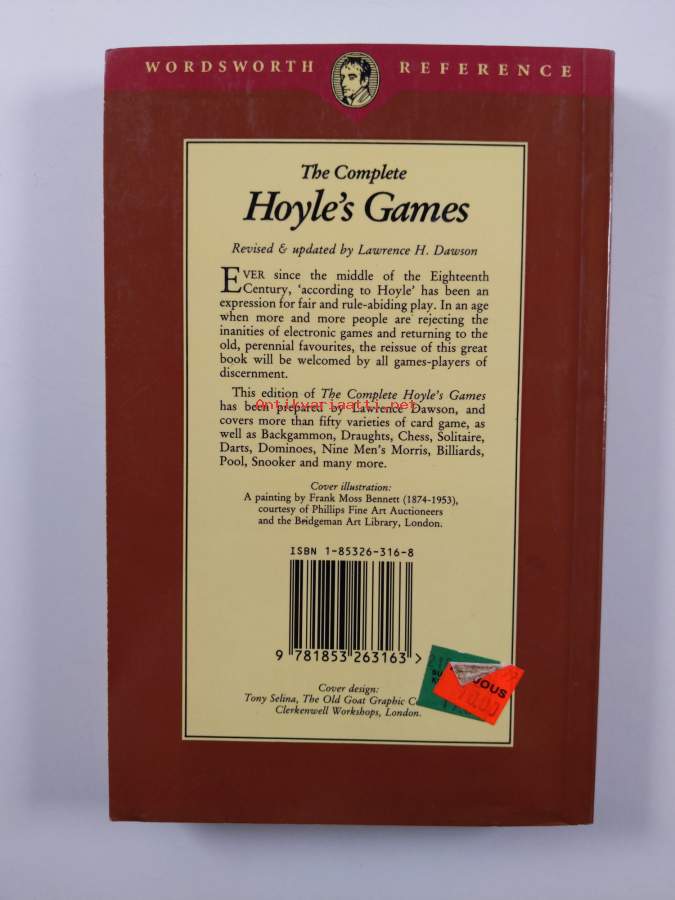 WORDSWORTH REFERENCE
The Complete
Hoyle's Games
Revised & updated by Lawrence H. Dawson
EVER since the middle of the Eighteenth
Century, 'according to Hoyle' has been an
expression for fair and rule-abiding play. In an age
when more and more people are rejecting the
inanities of electronic games and returning to the
old, perennial favourites, the reissue of this great
book will be welcomed by all games-players of
discernment.
This edition of The Complete Hoyle's Games
has been prepared by Lawrence Dawson, and
Antikvariaatti.net
covers more than fifty varieties of card game, as
well as Backgammon, Draughts, Chess, Solitaire,
Darts, Dominoes, Nine Men's Morris, Billiards,
Pool, Snooker and many more.
Cover illustration:
A painting by Frank Moss Bennett (1874-1953),
courtesy of Phillips Fine Art Auctioneers
and the Bridgeman Art Library, London.
ISBN 1-85326-316-8
9 781853 263163 >
Cover design:
Tony Selina, The Old Goat Graphic
Clerkenwell Workshops, London.